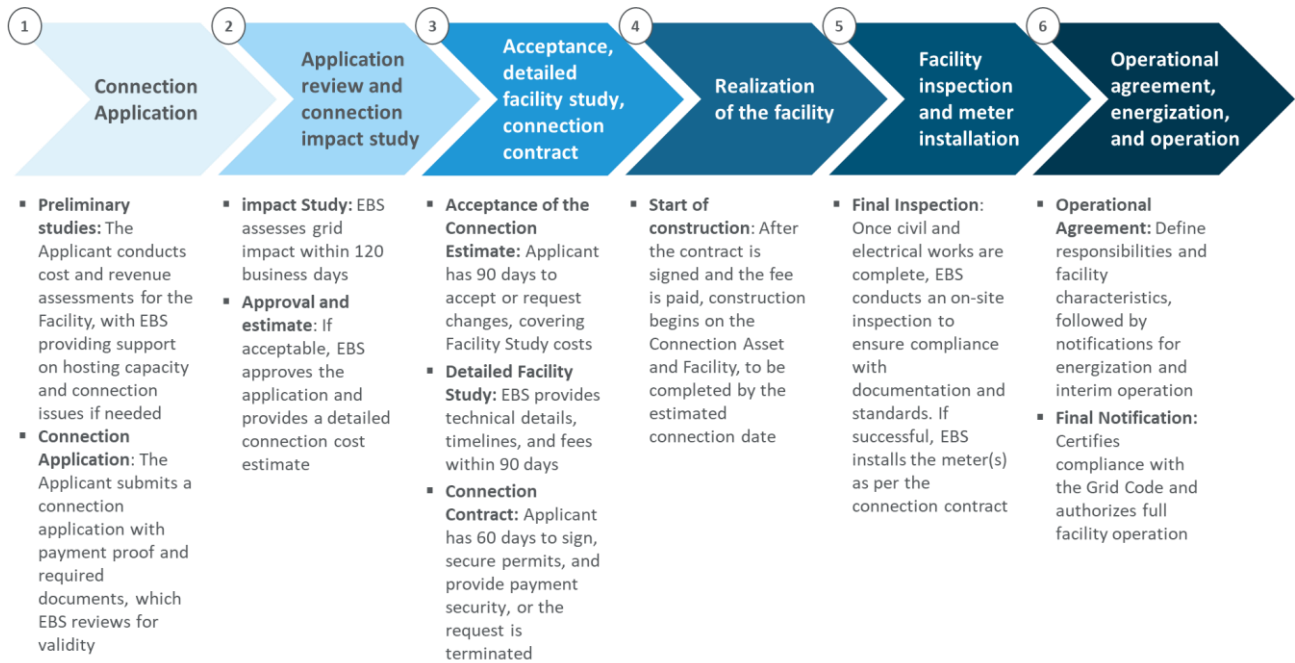 1
Connection
Application
2
Application
review and
connection
impact study
3
Acceptance,
detailed
facility study,
connection
contract
4
Realization
of the facility
5
Facility
inspection
and meter
installation
6
Operational
agreement,
energization,
and operation
▪ Preliminary
studies: The
Applicant conducts
cost and revenue
assessments for the
Facility, with EBS
providing support
on hosting capacity
and connection
issues if needed
▪ Connection
Application: The
Applicant submits a
connection
application with
payment proof and
required
documents, which
EBS reviews for
validity
▪ impact Study: EBS
assesses grid
impact within 120
business days
▪ Approval and
estimate: If
acceptable, EBS
approves the
application and
provides a detailed
connection cost
estimate
▪ Acceptance of the
Connection
Estimate: Applicant
has 90 days to
accept or request
changes, covering
Facility Study costs
▪ Detailed Facility
Study: EBS provides
technical details,
timelines, and fees
within 90 days
▪ Connection
Contract: Applicant
has 60 days to sign,
secure permits, and
provide payment
security, or the
request is
terminated
▪ Start of
construction: After
the contract is
signed and the fee
is paid, construction
begins on the
Connection Asset
and Facility, to be
completed by the
estimated
connection date
▪ Final Inspection:
Once civil and
electrical works are
complete, EBS
conducts an on-site
inspection to
ensure compliance
with
documentation and
standards. If
successful, EBS
installs the meter(s)
as per the
connection contract
▪ Operational
Agreement: Define
responsibilities and
facility
characteristics,
followed by
notifications for
energization and
interim operation
▪ Final Notification:
Certifies
compliance with
the Grid Code and
authorizes full
facility operation